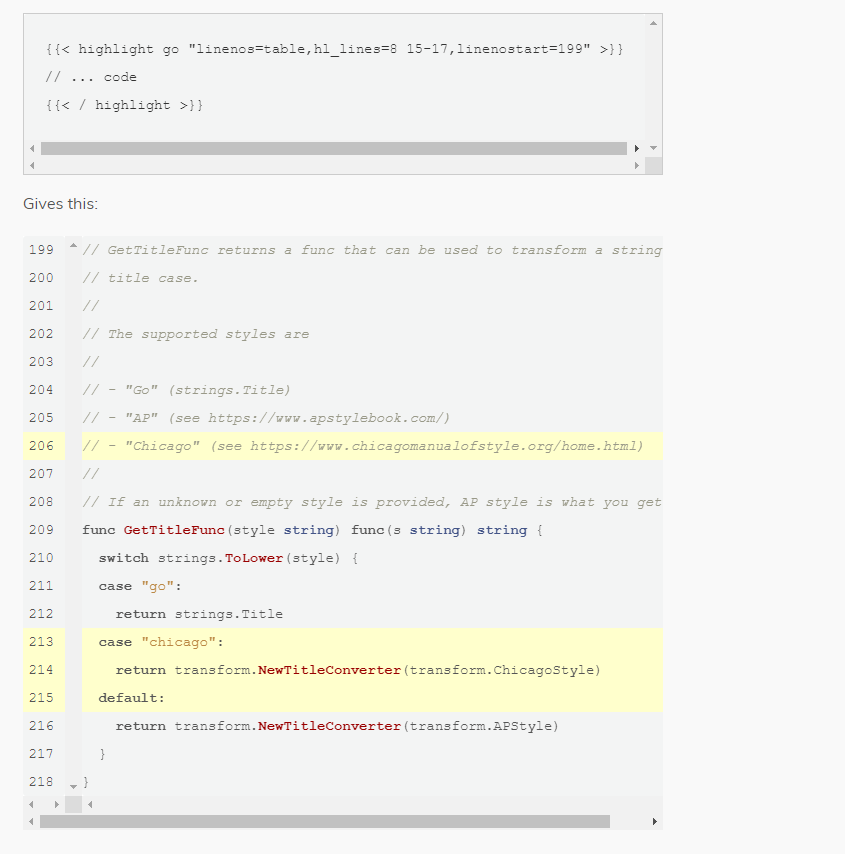 {{< highlight go "linenos=table,hl_lines=8 15-17,linenostart=199" >}}
// ... code
{{< / highlight >}}
Gives this:
199 // GetTitleFunc returns a func that can be used to transform a string
200 // title case.
201 //
202 // The supported styles are
203 //
204 // - "Go" (strings.Title)
205 // - "AP" (see https://www.apstylebook.com/)
206 // - "Chicago" (see https://www.chicagomanualofstyle.org/home.html)
207 //
208 // If an unknown or empty style is provided, AP style is what you get
209 func GetTitleFunc(style string) func(s string) string {
210   switch strings.ToLower(style) {
211   case "go":
212     return strings.Title
213   case "chicago":
214     return transform.NewTitleConverter(transform.ChicagoStyle)
215   default:
216     return transform.NewTitleConverter(transform.APStyle)
217   }
218 }